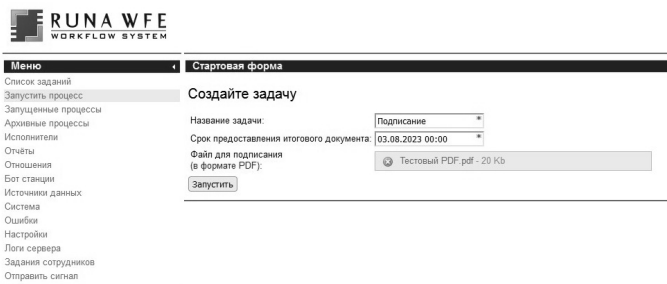 RUNA WFE
WORKFLOW SYSTEM
Меню
Список заданий
Запустить процесс
Запущенные процессы
Архивные процессы
Исполнители
Отчёты
Отношения
Бот станции
Источники данных
Система
Ошибки
Настройки
Логи сервера
Задания сотрудников
Отправить сигнал
Стартовая форма
Создайте задачу
Название задачи: Подписание *
Срок предоставления итогового документа: 03.08.2023 00:00 *
Файл для подписания
(в формате PDF): Тестовый PDF.pdf - 20 Kb
Запустить